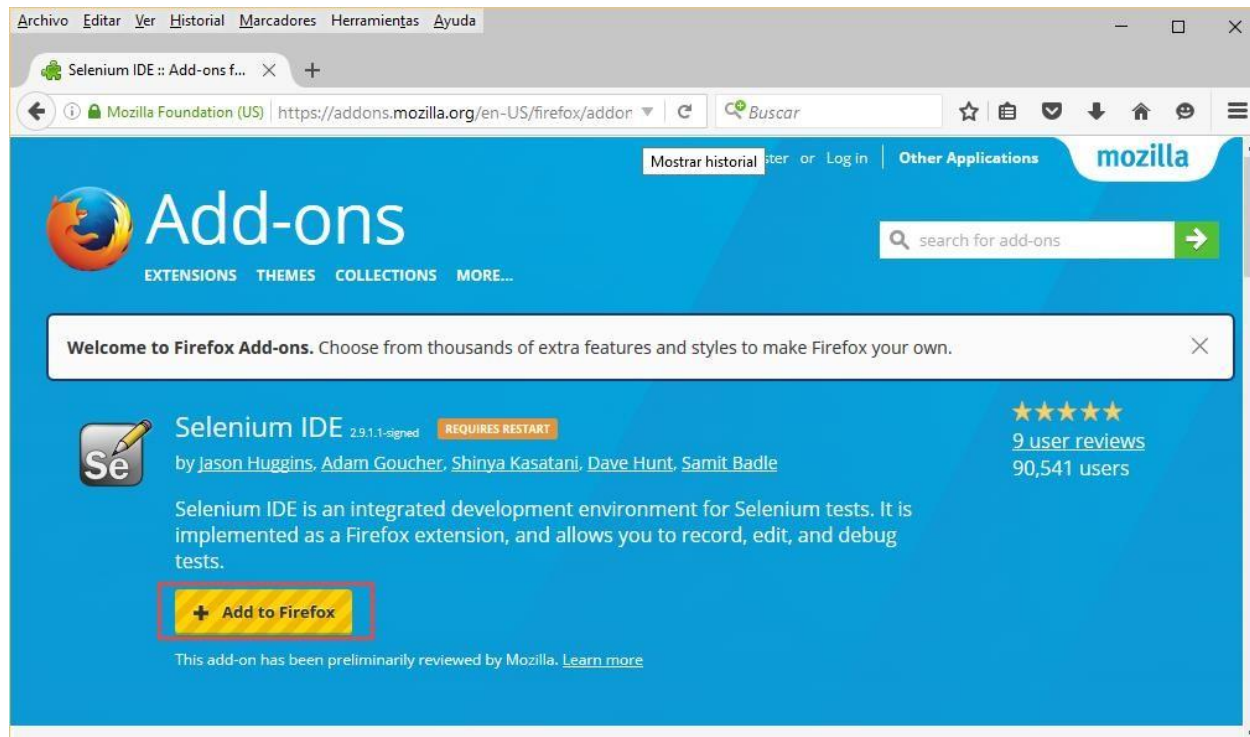 Archivo Editar Ver Historial Marcadores Herramientas Ayuda
Selenium IDE :: Add-ons f...
Mozilla Foundation (US) https://addons.mozilla.org/en-US/firefox/addon Buscar
Mostrar historial or Log in Other Applications mozilla
Add-ons
search for add-ons
EXTENSIONS THEMES COLLECTIONS MORE...
Welcome to Firefox Add-ons. Choose from thousands of extra features and styles to make Firefox your own.
Se
Selenium IDE 2.9.1.1-signed REQUIRES RESTART
by Jason Huggins, Adam Goucher, Shinya Kasatani, Dave Hunt, Samit Badle
9 user reviews
90,541 users
Selenium IDE is an integrated development environment for Selenium tests. It is
implemented as a Firefox extension, and allows you to record, edit, and debug
tests.
Add to Firefox
This add-on has been preliminarily reviewed by Mozilla. Learn more